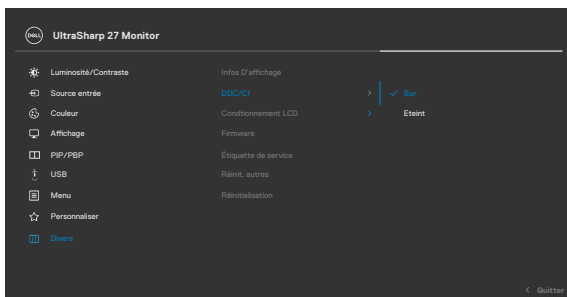 DELL UltraSharp 27 Monitor
Luminosité/Contraste Infos D'affichage
Source entrée DDC/CI > ✓ Sur
Couleur Condtionnement LCD > Eteint
Affichage Firmware
PIP/PBP Étiquette de service
USB Réinit. autres
Menu Réinitialisation
Personnaliser
Divers
< Quitter